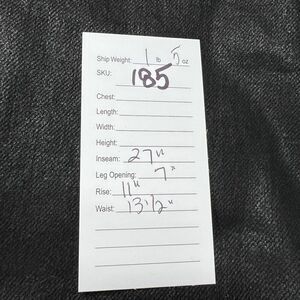 Ship Weight: 1 lb 5 oz
SKU: 185
Chest:
Length:
Width:
Height:
Inseam: 27"
Leg Opening: 7"
Rise: 11"
Waist: 13 1/2"